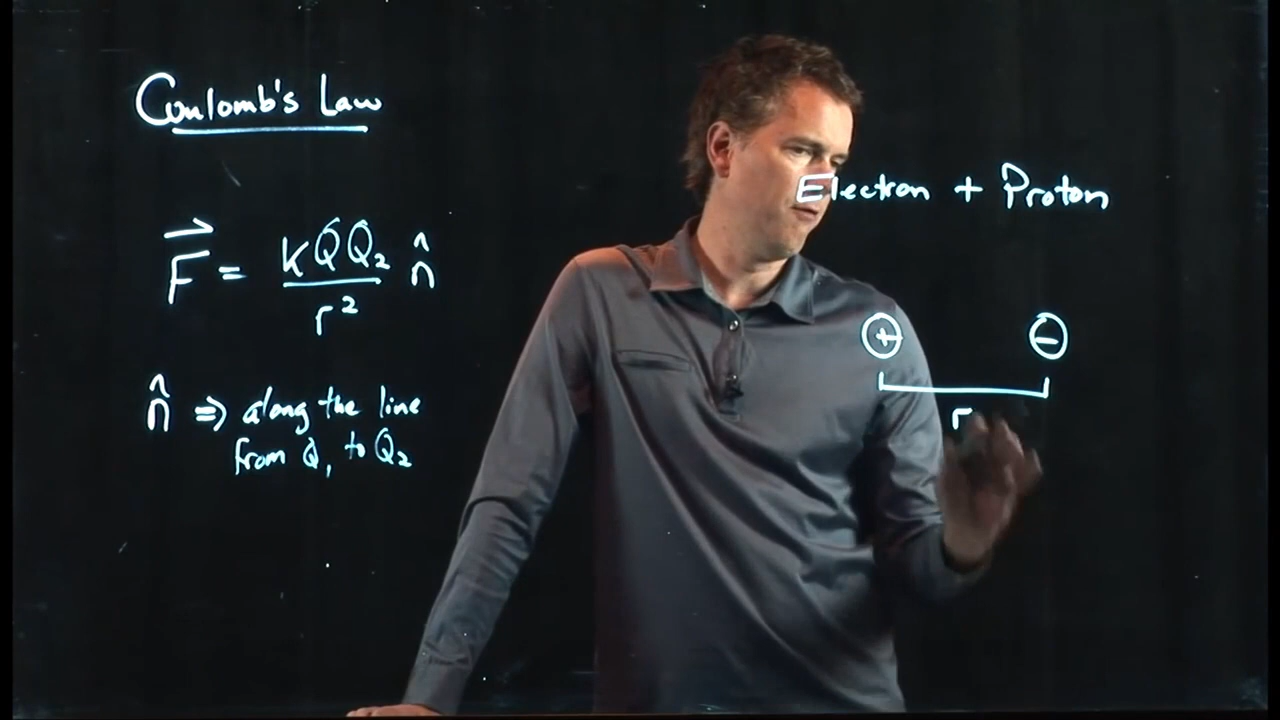 Coulomb's Law
Electron + Proton
F⃗ = kQQ₂ n̂
r²
+ −
r
n̂ ⇒ along the line
from Q₁ to Q₂